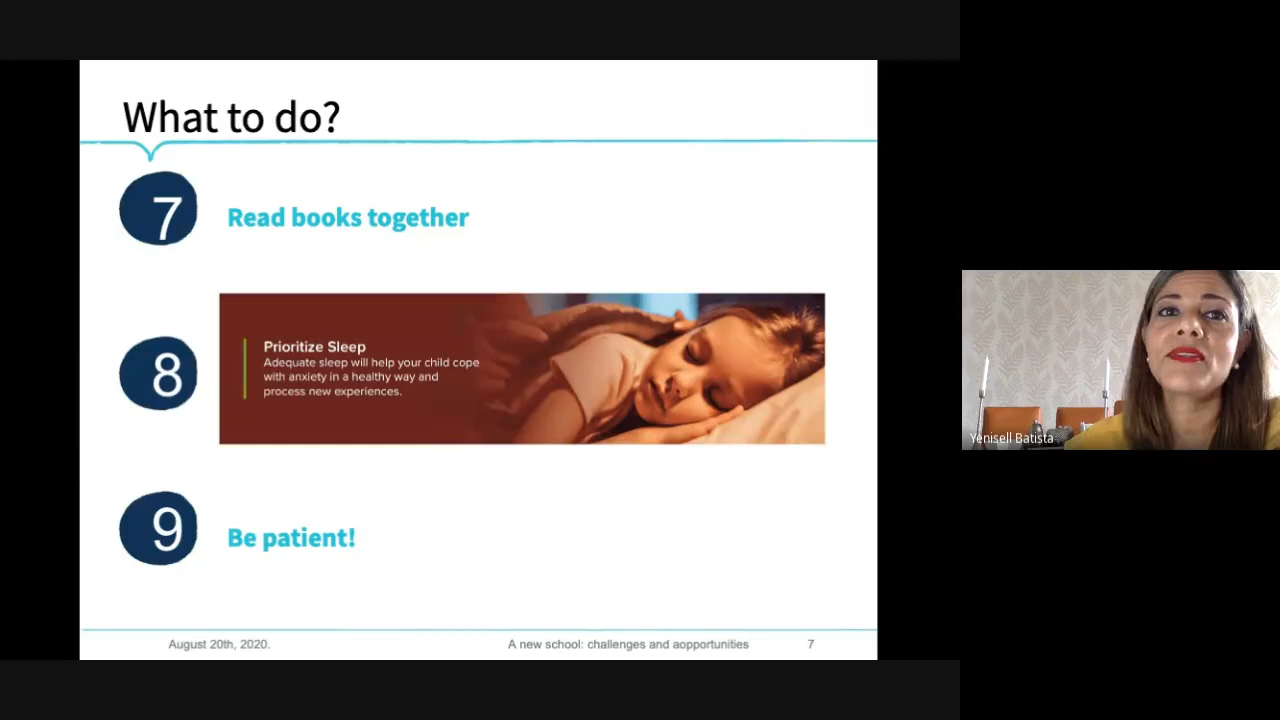 What to do?
7
Read books together
8
Prioritize Sleep
Adequate sleep will help your child cope
with anxiety in a healthy way and
process new experiences.
9
Be patient!
August 20th, 2020.
A new school: challenges and aopportunities
7
Yenisell Batista